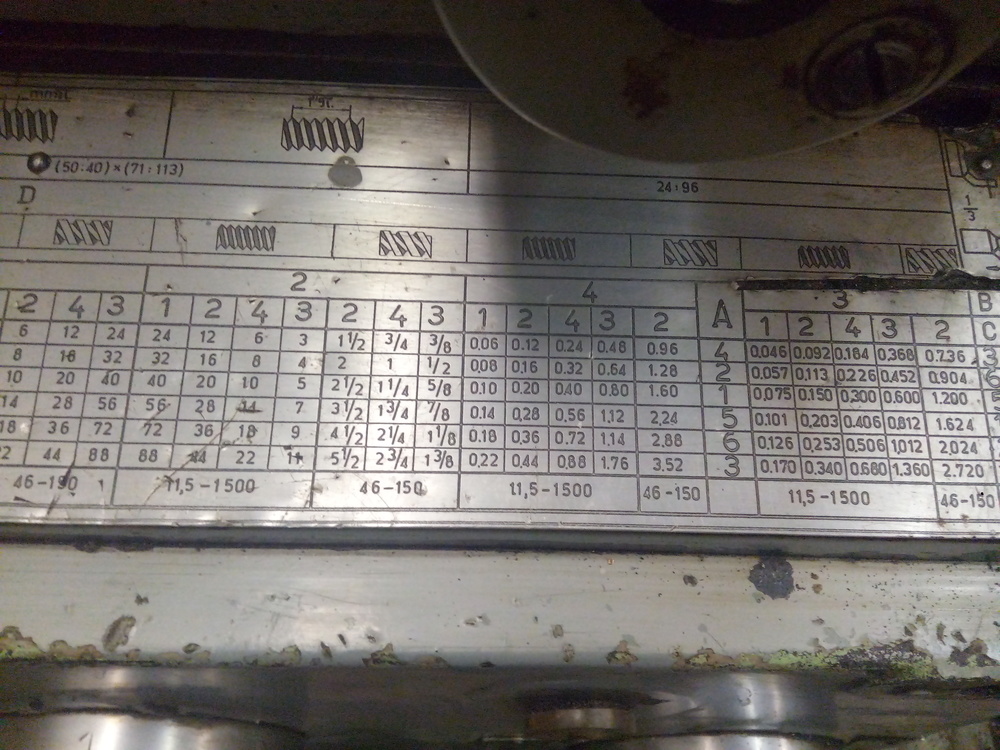 1"gl.
(50:40)×(71:113)
24:96
D
1/3
2 4 3
4 3 B
2 4 3 1 2 4 3 2 4 3 1 2 4 3 2 A 1 2 4 3 2 C
6 12 24 24 12 6 3 1 1/2 3/4 3/8 0,06 0.12 0,24 0,48 0.96 4 0,046 0,092 0,184 0,368 0.736 3
8 16 32 32 16 8 4 2 1 1/2 0,08 0,16 0,32 0,64 1.28 2 0,057 0,113 0,226 0,452 0,904 6
10 20 40 40 20 10 5 2 1/2 1 1/4 5/8 0,10 0,20 0,40 0,80 1.60 1 0,075 0,150 0,300 0,600 1.200 5
14 28 56 56 28 14 7 3 1/2 1 3/4 7/8 0,14 0,28 0,56 1,12 2,24 5 0,101 0,203 0,406 0,812 1.624
18 36 72 72 36 18 9 4 1/2 2 1/4 1 1/8 0,18 0,36 0,72 1,14 2,88 6 0,126 0,253 0,506 1,012 2,024
44 88 88 44 22 11 5 1/2 2 3/4 1 3/8 0,22 0,44 0,88 1.76 3,52 3 0,170 0,340 0,680 1,360 2.720
46-190 11,5-1500 46-150 11,5-1500 46-150 11,5-1500 46-150